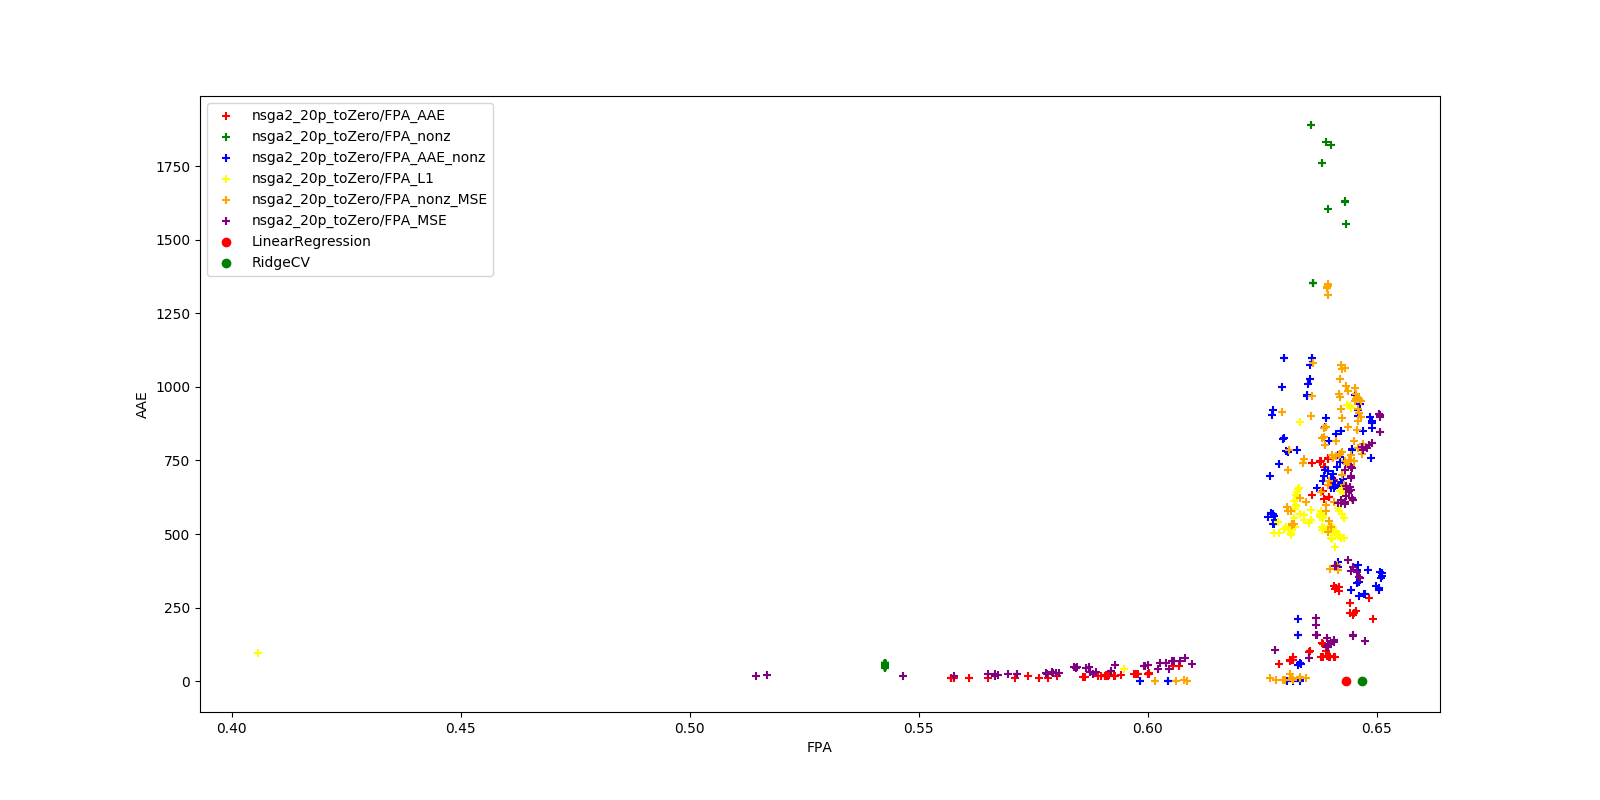 nsga2_20p_toZero/FPA_AAE
nsga2_20p_toZero/FPA_nonz
nsga2_20p_toZero/FPA_AAE_nonz
nsga2_20p_toZero/FPA_L1
nsga2_20p_toZero/FPA_nonz_MSE
nsga2_20p_toZero/FPA_MSE
LinearRegression
RidgeCV
1750
1500
1250
1000
750
500
250
0
AAE
0.40 0.45 0.50 0.55 0.60 0.65
FPA